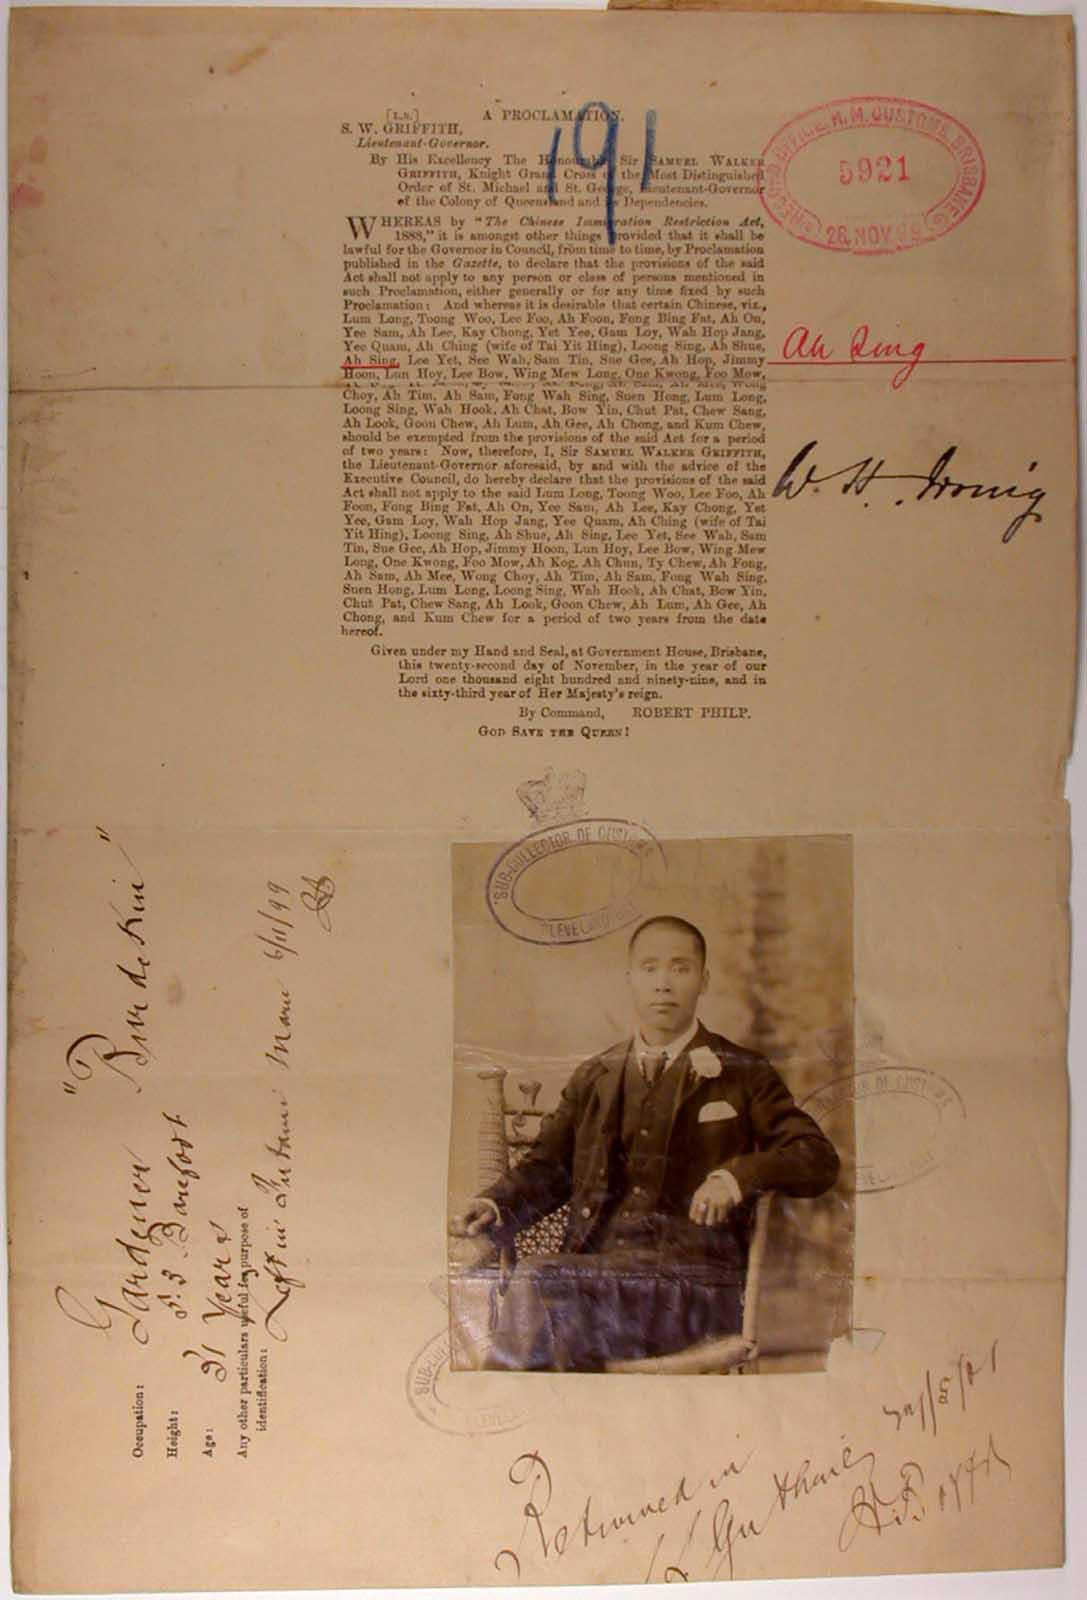 [L.S.] A PROCLAMATION.
191
S. W. GRIFFITH,
Lieutenant-Governor.
By His Excellency The Honourable Sir SAMUEL WALKER
GRIFFITH, Knight Grand Cross of the Most Distinguished
Order of St. Michael and St. George, Lieutenant-Governor
of the Colony of Queensland and its Dependencies.
RECORD OFFICE, H. M. CUSTOMS, BRISBANE
5921
28. NOV. 99
WHEREAS by "The Chinese Immigration Restriction Act,
1888," it is amongst other things provided that it shall be
lawful for the Governor in Council, from time to time, by Proclamation
published in the Gazette, to declare that the provisions of the said
Act shall not apply to any person or class of persons mentioned in
such Proclamation, either generally or for any time fixed by such
Proclamation: And whereas it is desirable that certain Chinese, viz.,
Lum Long, Toong Woo, Lee Foo, Ah Foon, Fong Bing Fat, Ah On,
Yee Sam, Ah Lee, Kay Chong, Yet Yee, Gam Loy, Wah Hop Jang,
Yee Quam, Ah Ching (wife of Tai Yit Hing), Loong Sing, Ah Shue,
Ah Sing, Lee Yet, See Wah, Sam Tin, Sue Gee, Ah Hop, Jimmy
Ah Sing
Hoon, Lun Hoy, Lee Bow, Wing Mew Long, One Kwong, Foo Mow,
Choy, Ah Tim, Ah Sam, Fong Wah Sing, Suen Hong, Lum Long,
Loong Sing, Wah Hook, Ah Chat, Bow Yin, Chut Pat, Chew Sang,
Ah Look, Goon Chew, Ah Lum, Ah Gee, Ah Chong, and Kum Chew,
should be exempted from the provisions of the said Act for a period
of two years: Now, therefore, I, Sir SAMUEL WALKER GRIFFITH,
the Lieutenant-Governor aforesaid, by and with the advice of the
Executive Council, do hereby declare that the provisions of the said
Act shall not apply to the said Lum Long, Toong Woo, Lee Foo, Ah
W. H. Irving
Foon, Fong Bing Fat, Ah On, Yee Sam, Ah Lee, Kay Chong, Yet
Yee, Gam Loy, Wah Hop Jang, Yee Quam, Ah Ching (wife of Tai
Yit Hing), Loong Sing, Ah Shue, Ah Sing, Lee Yet, See Wah, Sam
Tin, Sue Gee, Ah Hop, Jimmy Hoon, Lun Hoy, Lee Bow, Wing Mew
Long, One Kwong, Foo Mow, Ah Kog, Ah Chun, Ty Chew, Ah Fong,
Ah Sam, Ah Mee, Wong Choy, Ah Tim, Ah Sam, Fong Wah Sing,
Suen Hong, Lum Long, Loong Sing, Wah Hook, Ah Chat, Bow Yin,
Chut Pat, Chew Sang, Ah Look, Goon Chew, Ah Lum, Ah Gee, Ah
Chong, and Kum Chew for a period of two years from the date
hereof.
Given under my Hand and Seal, at Government House, Brisbane,
this twenty-second day of November, in the year of our
Lord one thousand eight hundred and ninety-nine, and in
the sixty-third year of Her Majesty's reign.
By Command, ROBERT PHILP.
GOD SAVE THE QUEEN!
SUB-COLLECTOR OF CUSTOMS
CLEVELAND
OF CUSTOMS
SUB-
Occupation: Gardener "Burdekin"
Height: 5.3 Barefoot
Age: 31 Years
Any other particulars useful for purpose of
identification: Left in Futami Maru 6/11/99
Returned in
Guthrie